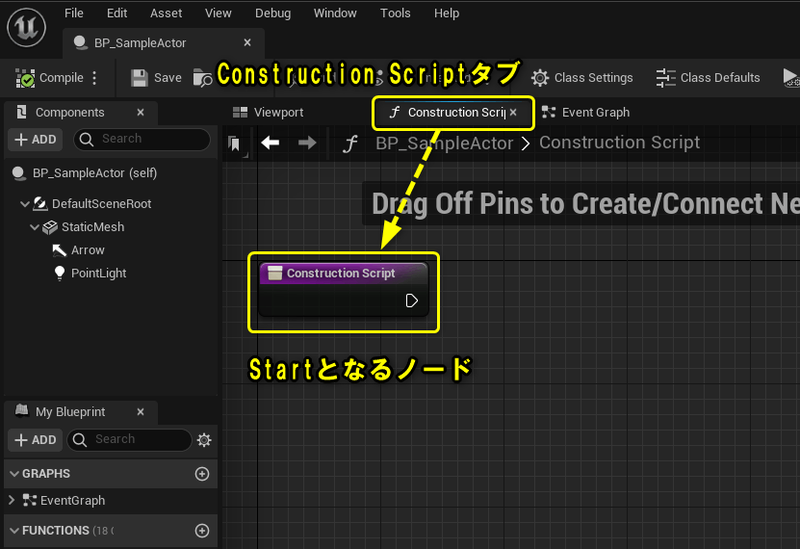 File Edit Asset View Debug Window Tools Help
BP_SampleActor
Compile Save Class Settings Class Defaults
Construction Scriptタブ
Components
Viewport Construction Scrip Event Graph
+ ADD Search
BP_SampleActor > Construction Script
BP_SampleActor (self)
Drag Off Pins to Create/Connect Ne
DefaultSceneRoot
StaticMesh
Arrow
PointLight
Construction Script
Startとなるノード
My Blueprint
+ ADD Search
GRAPHS
EventGraph
FUNCTIONS (18